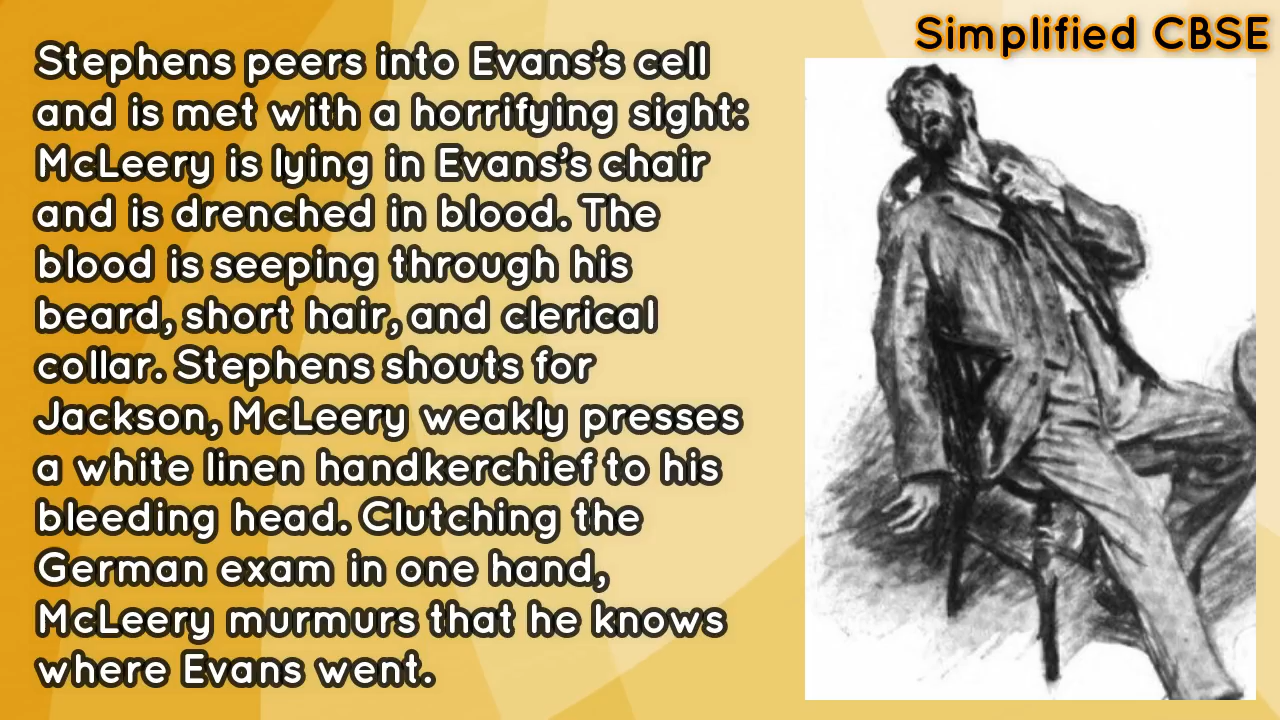 Simplified CBSE
Stephens peers into Evans’s cell
and is met with a horrifying sight:
McLeery is lying in Evans’s chair
and is drenched in blood. The
blood is seeping through his
beard, short hair, and clerical
collar. Stephens shouts for
Jackson, McLeery weakly presses
a white linen handkerchief to his
bleeding head. Clutching the
German exam in one hand,
McLeery murmurs that he knows
where Evans went.